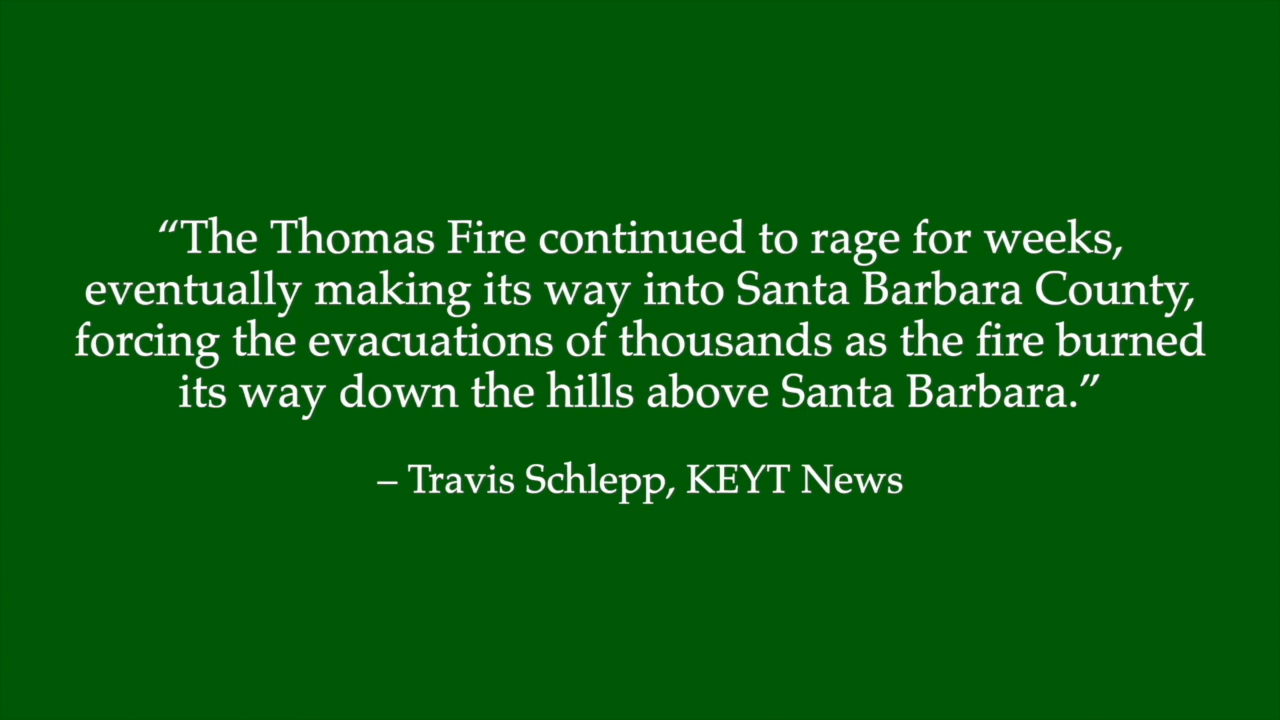 “The Thomas Fire continued to rage for weeks,
eventually making its way into Santa Barbara County,
forcing the evacuations of thousands as the fire burned
its way down the hills above Santa Barbara.”
– Travis Schlepp, KEYT News